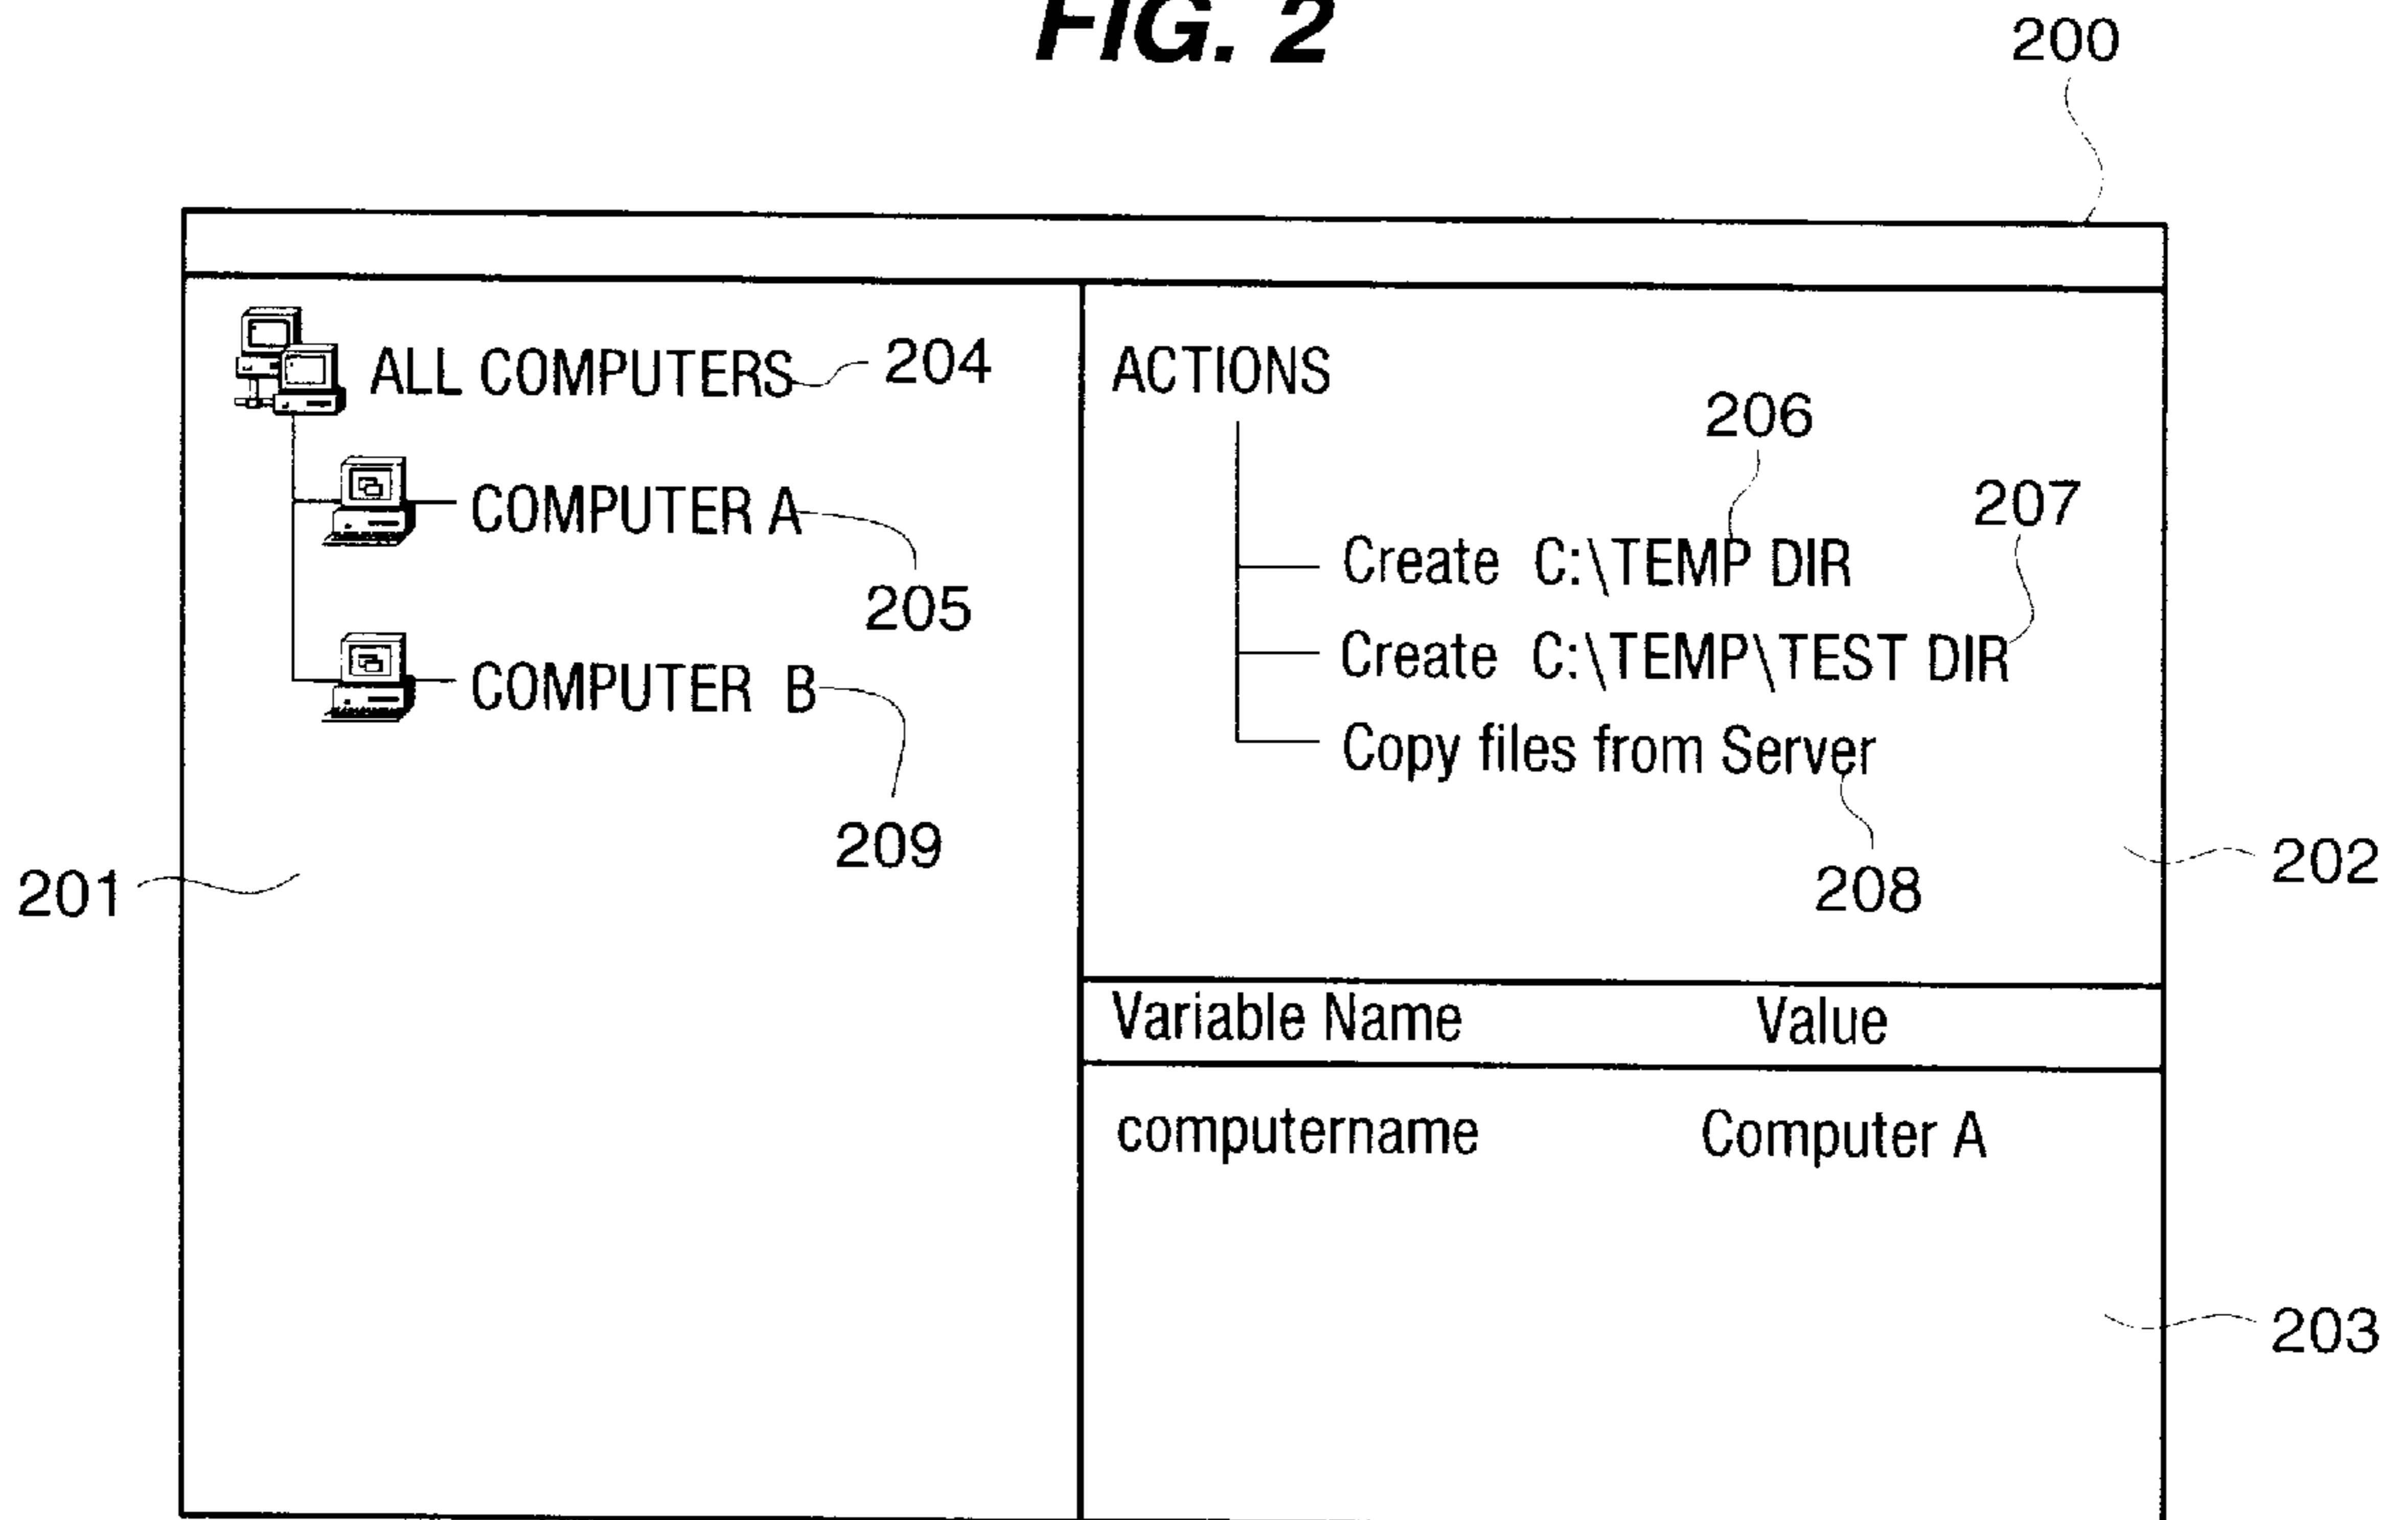 FIG. 2
200
ALL COMPUTERS 204
COMPUTER A
205
COMPUTER B
209
201
ACTIONS
206
207
Create C:\TEMP DIR
Create C:\TEMP\TEST DIR
Copy files from Server
208
202
Variable Name Value
computername Computer A
203